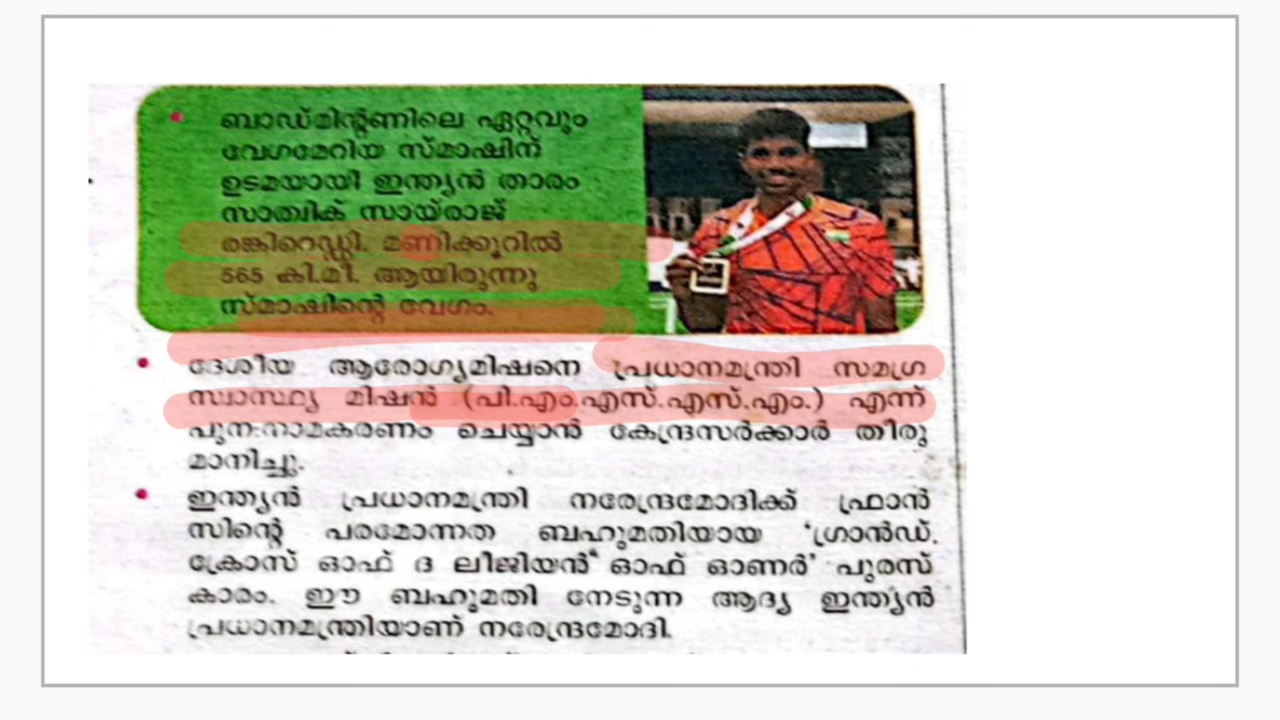 ബാഡ്മിന്റണിലെ ഏറ്റവും
വേഗമേറിയ സ്മാഷിന്
ഉടമയായി ഇന്ത്യൻ താരം
സാത്വിക് സായ്‌രാജ്
രങ്കിറെഡ്ഡി. മണിക്കൂറിൽ
565 കി.മീ. ആയിരുന്നു
സ്മാഷിന്റെ വേഗം.
ദേശീയ ആരോഗ്യമിഷനെ പ്രധാനമന്ത്രി സമഗ്ര
സ്വാസ്ഥ്യ മിഷൻ (പി.എം.എസ്.എസ്.എം.) എന്ന്
പുന:നാമകരണം ചെയ്യാൻ കേന്ദ്രസർക്കാർ തീരു
മാനിച്ചു.
ഇന്ത്യൻ പ്രധാനമന്ത്രി നരേന്ദ്രമോദിക്ക് ഫ്രാൻ
സിന്റെ പരമോന്നത ബഹുമതിയായ 'ഗ്രാൻഡ്.
ക്രോസ് ഓഫ് ദ ലീജിയൻ ഓഫ് ഓണർ' പുരസ്
കാരം. ഈ ബഹുമതി നേടുന്ന ആദ്യ ഇന്ത്യൻ
പ്രധാനമന്ത്രിയാണ് നരേന്ദ്രമോദി.